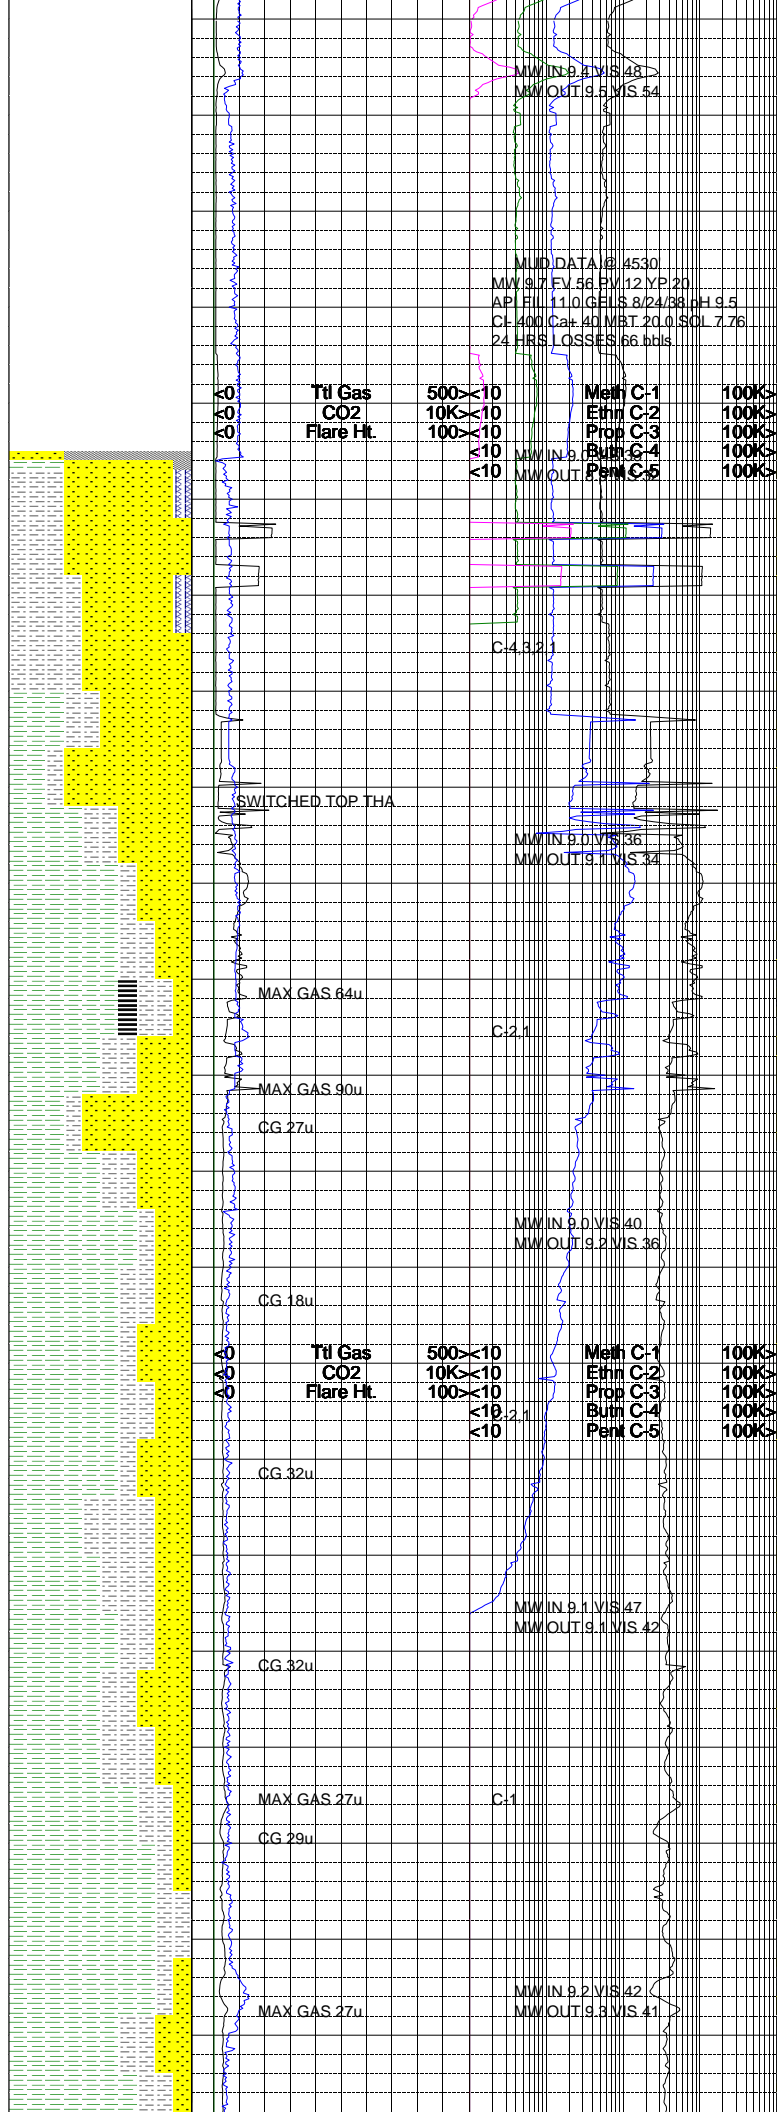 MW IN 9.4 VIS 48
MW OUT 9.5 VIS 54
MUD DATA @ 4530'
MW 9.7 FV 56 PV 12 YP 20
API FIL 11.0 GELS 8/24/38 pH 9.5
CL- 400 Ca+ 40 MBT 20.0 SOL 7.76
24 HRS LOSSES 66 bbls
<0 Ttl Gas 500><10 Meth C-1 100K>
<0 CO2 10K><10 Ethn C-2 100K>
<0 Flare Ht. 100><10 Prop C-3 100K>
<10 Butn C-4 100K>
MW IN 9.0
<10 Pent C-5 100K>
MW OUT
C-4,3,2,1
SWITCHED TOP THA
MW IN 9.0 VIS 36
MW OUT 9.1 VIS 34
MAX GAS 64u
C-2,1
MAX GAS 90u
CG 27u
MW IN 9.0 VIS 40
MW OUT 9.2 VIS 36
CG 18u
<0 Ttl Gas 500><10 Meth C-1 100K>
<0 CO2 10K><10 Ethn C-2 100K>
<0 Flare Ht. 100><10 Prop C-3 100K>
<10 Butn C-4 100K>
C-2,1
<10 Pent C-5 100K>
CG 32u
MW IN 9.1 VIS 47
MW OUT 9.1 VIS 42
CG 32u
MAX GAS 27u C-1
CG 29u
MW IN 9.2 VIS 42
MAX GAS 27u MW OUT 9.3 VIS 41